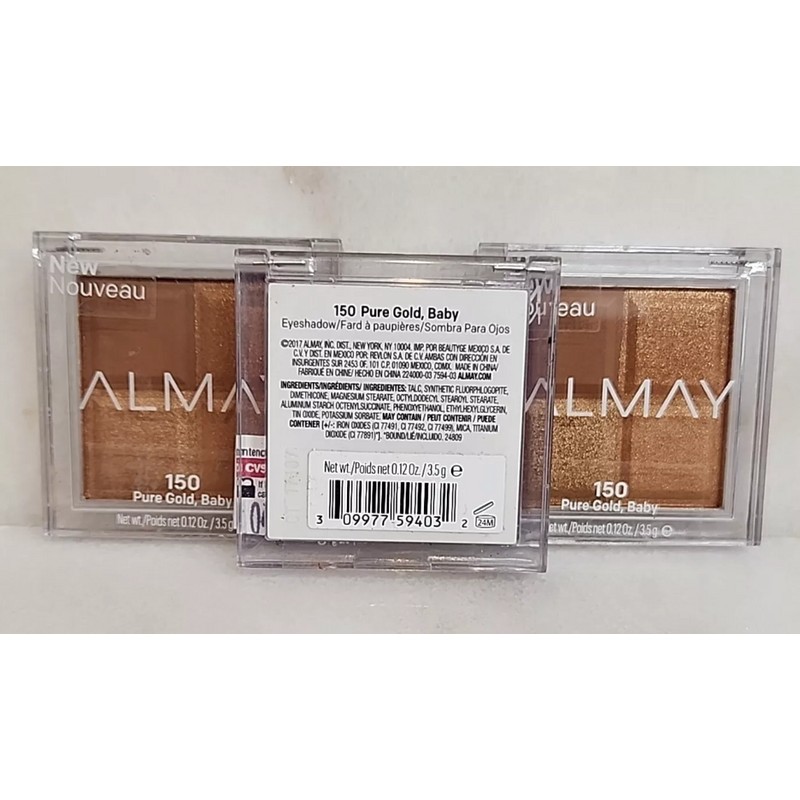 New
Nouveau
ALMAY
150
Pure Gold, Baby
Net wt./Poids net 0.12 Oz. / 3.5 g
150 Pure Gold, Baby
Eyeshadow/Fard à paupières/Sombra Para Ojos
©2017 ALMAY, INC. DIST., NEW YORK, NY 10004. IMP. POR BEAUTYGE MEXICO S.A. DE
C.V. Y DIST. EN MEXICO POR: REVLON S.A. DE C.V. AMBAS CON DIRECCIÓN EN
INSURGENTES SUR 2453 OF. 101 C.P. 01090 MEXICO, CDMX. MADE IN CHINA/
FABRIQUÉ EN CHINE/ HECHO EN CHINA 224000-03 7594-03 ALMAY.COM
INGREDIENTS/INGRÉDIENTS/ INGREDIENTES: TALC, SYNTHETIC FLUORPHLOGOPITE,
DIMETHICONE, MAGNESIUM STEARATE, OCTYLDODECYL STEAROYL STEARATE,
ALUMINUM STARCH OCTENYLSUCCINATE, PHENOXYETHANOL, ETHYLHEXYLGLYCERIN,
TIN OXIDE, POTASSIUM SORBATE. MAY CONTAIN / PEUT CONTENIR / PUEDE
CONTENER [+/-: IRON OXIDES (CI 77491, CI 77492, CI 77499), MICA, TITANIUM
DIOXIDE (CI 77891)*]. *BOUND/LIÉ/INCLUIDO. 24809
Net wt./Poids net 0.12 Oz. / 3.5 g ℮
3 09977 59403 2
24M
CVS
ouveau
ALMAY
150
Pure Gold, Baby
Net wt./Poids net 0.12 Oz. / 3.5 g ℮